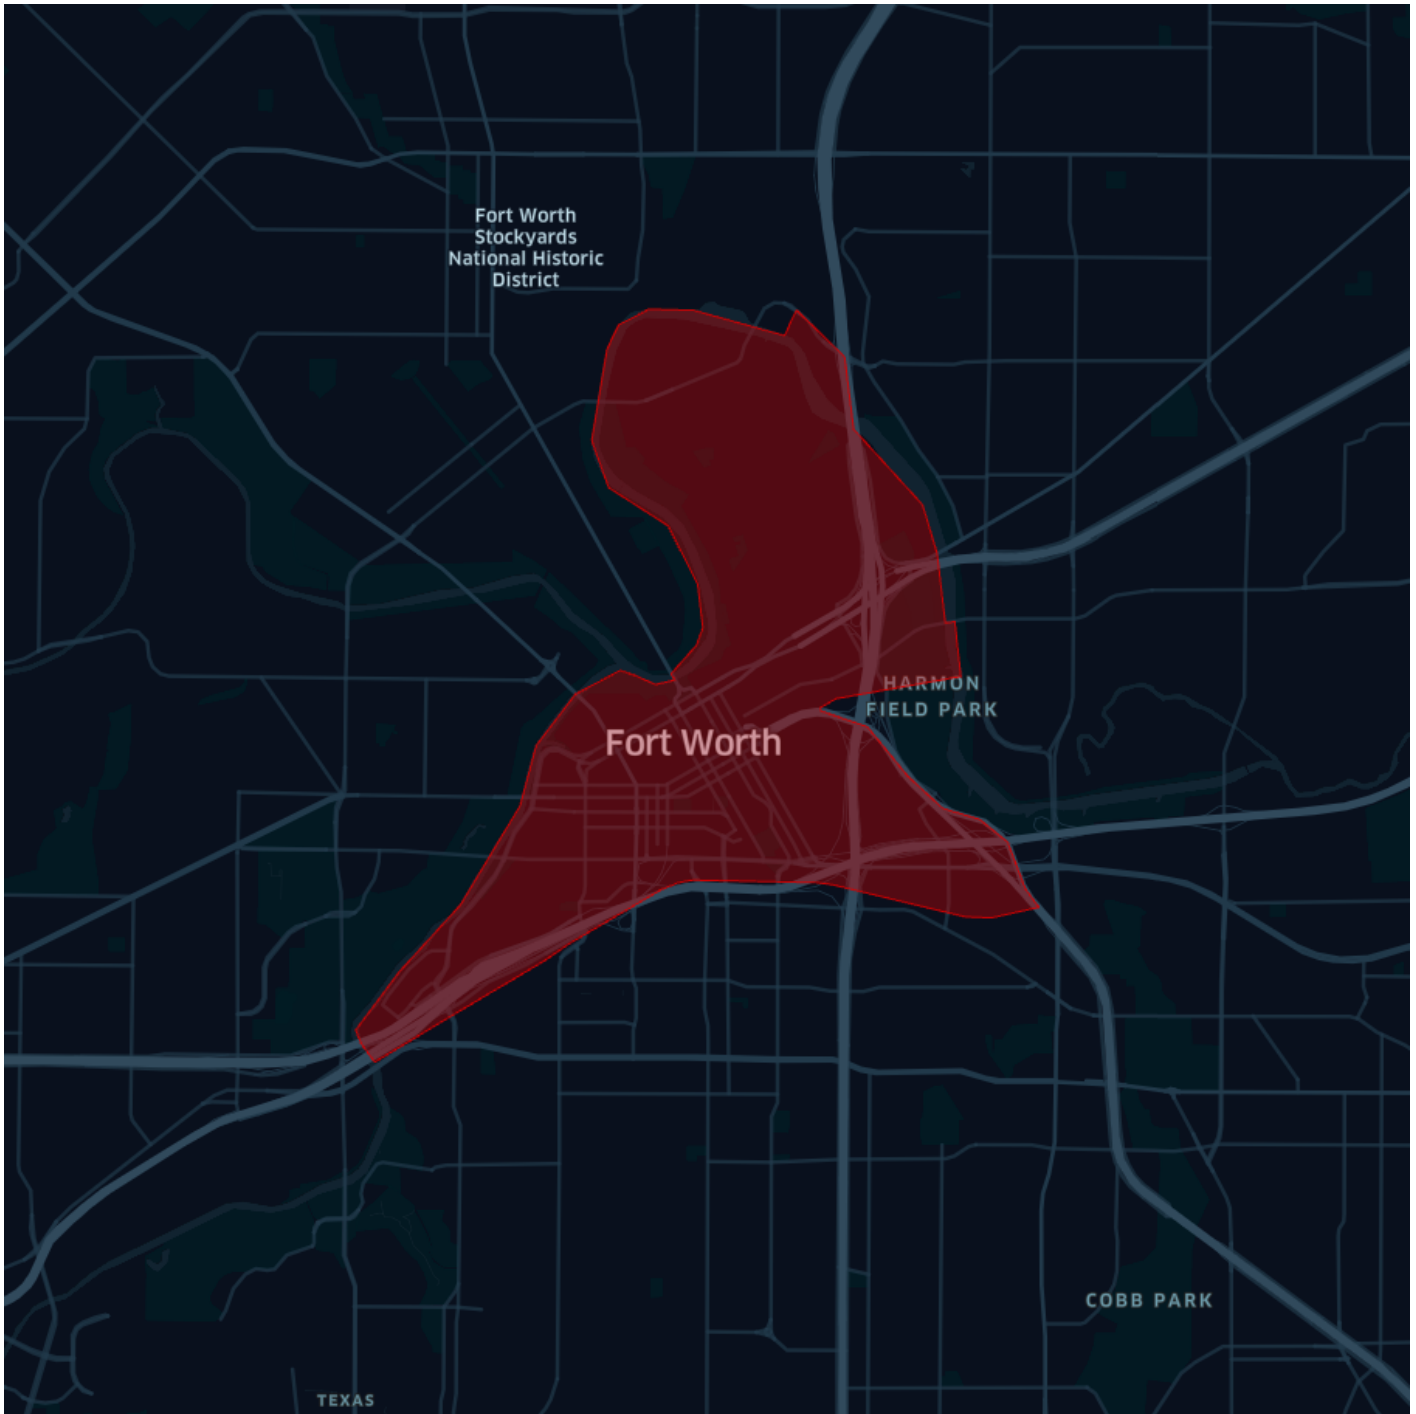 Fort Worth
Stockyards
National Historic
District
HARMON
FIELD PARK
Fort Worth
COBB PARK
TEXAS